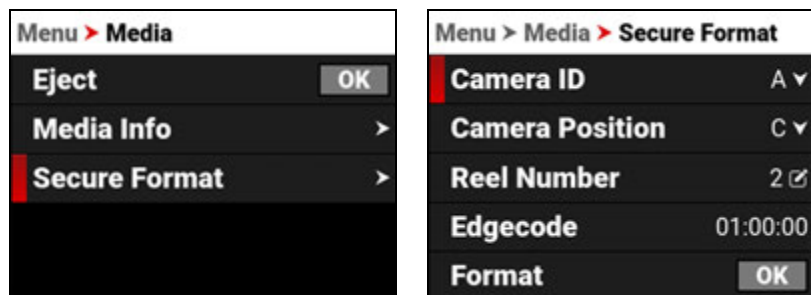 Menu > Media
Eject OK
Media Info >
Secure Format >
Menu > Media > Secure Format
Camera ID A
Camera Position C
Reel Number 2
Edgecode 01:00:00
Format OK